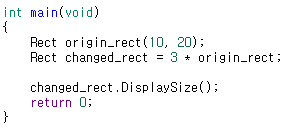 int main(void)
{
    Rect origin_rect(10, 20);
    Rect changed_rect = 3 * origin_rect;

    changed_rect.DisplaySize();
    return 0;
}